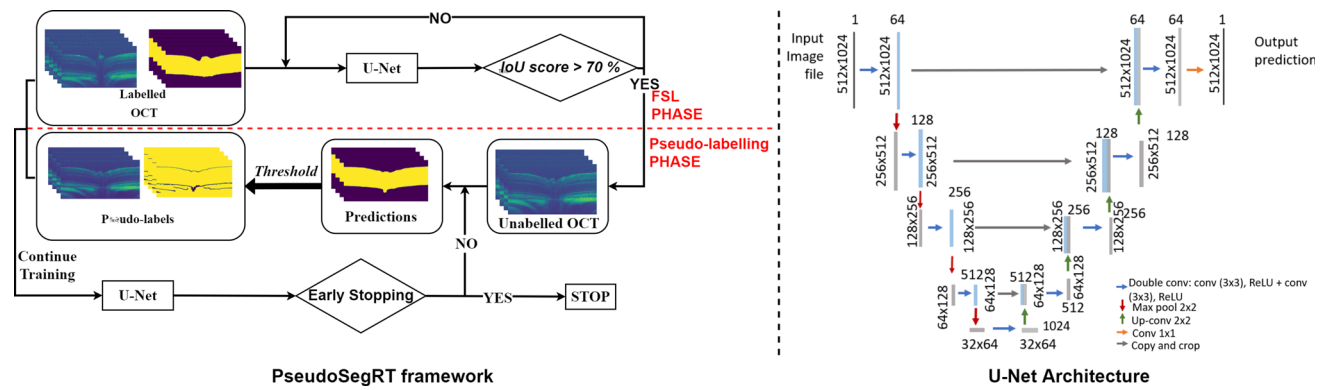 NO
Labelled
OCT
U-Net
IoU score > 70 %
YES
FSL
PHASE
Pseudo-labelling
PHASE
Pseudo-labels
Threshold
Predictions
Unabelled OCT
NO
Continue
Training
U-Net
Early Stopping
YES
STOP
PseudoSegRT framework
Input
Image
file
1
512x1024
64
512x1024
64
512x1024
64
1
512x1024
512x1024
Output
prediction
256x512
128
256x512
128
256x512
128
256x512
128x256
256
128x256
128x256
256
256
128x256
64x128
512
64x128
512
64x128
64x128
512
32x64
1024
32x64
Double conv: conv (3x3), ReLU + conv
(3x3), ReLU
Max pool 2x2
Up-conv 2x2
Conv 1x1
Copy and crop
U-Net Architecture